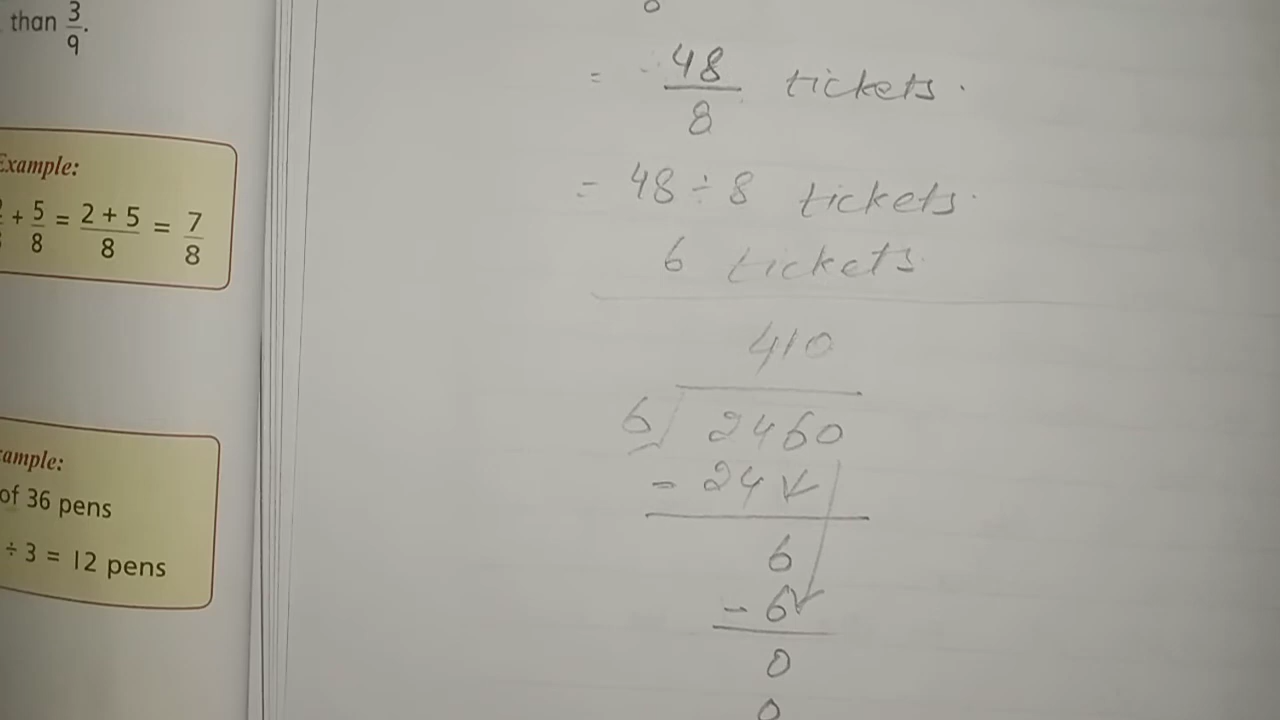 than 3/9.
Example:
+ 5/8 = 2 + 5/8 = 7/8
of 36 pens
÷ 3 = 12 pens
= 48/8 tickets.
= 48 ÷ 8 tickets.
6 tickets
410
6 2460
- 24
6
- 6
0
0